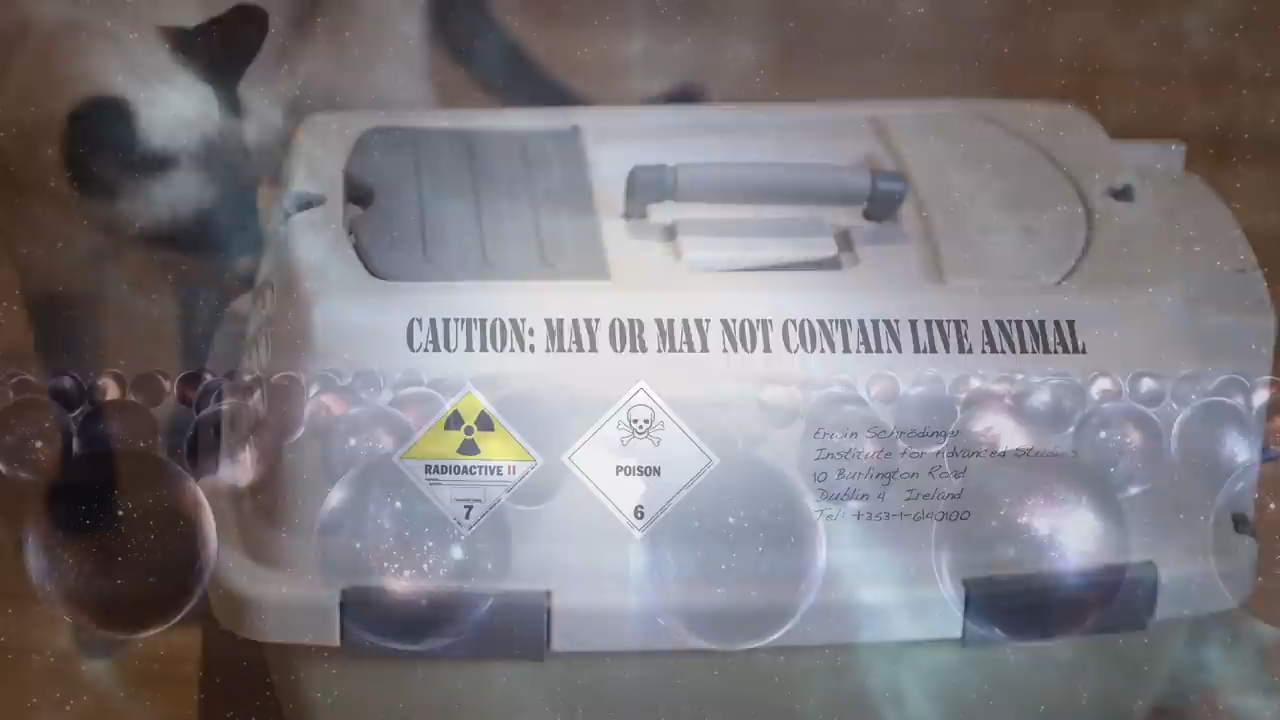 CAUTION: MAY OR MAY NOT CONTAIN LIVE ANIMAL
RADIOACTIVE II
7
POISON
6
Erwin Schrödinger
Institute for Advanced Studies
10 Burlington Road
Dublin 4 Ireland
Tel: +353-1-6140100